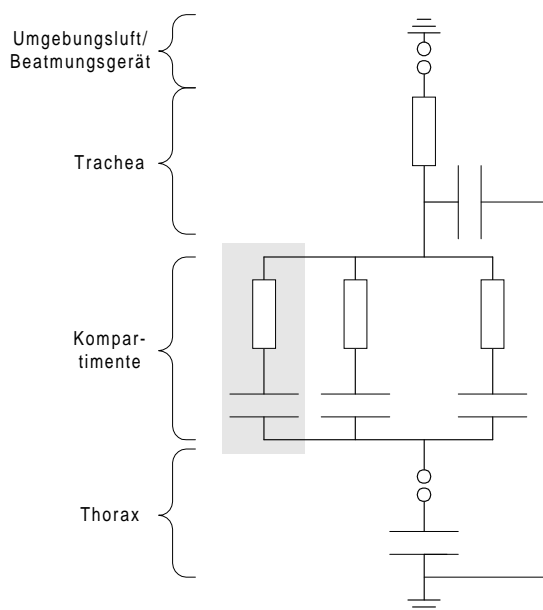 Umgebungsluft/
Beatmungsgerät
Trachea
Kompar-
timente
Thorax